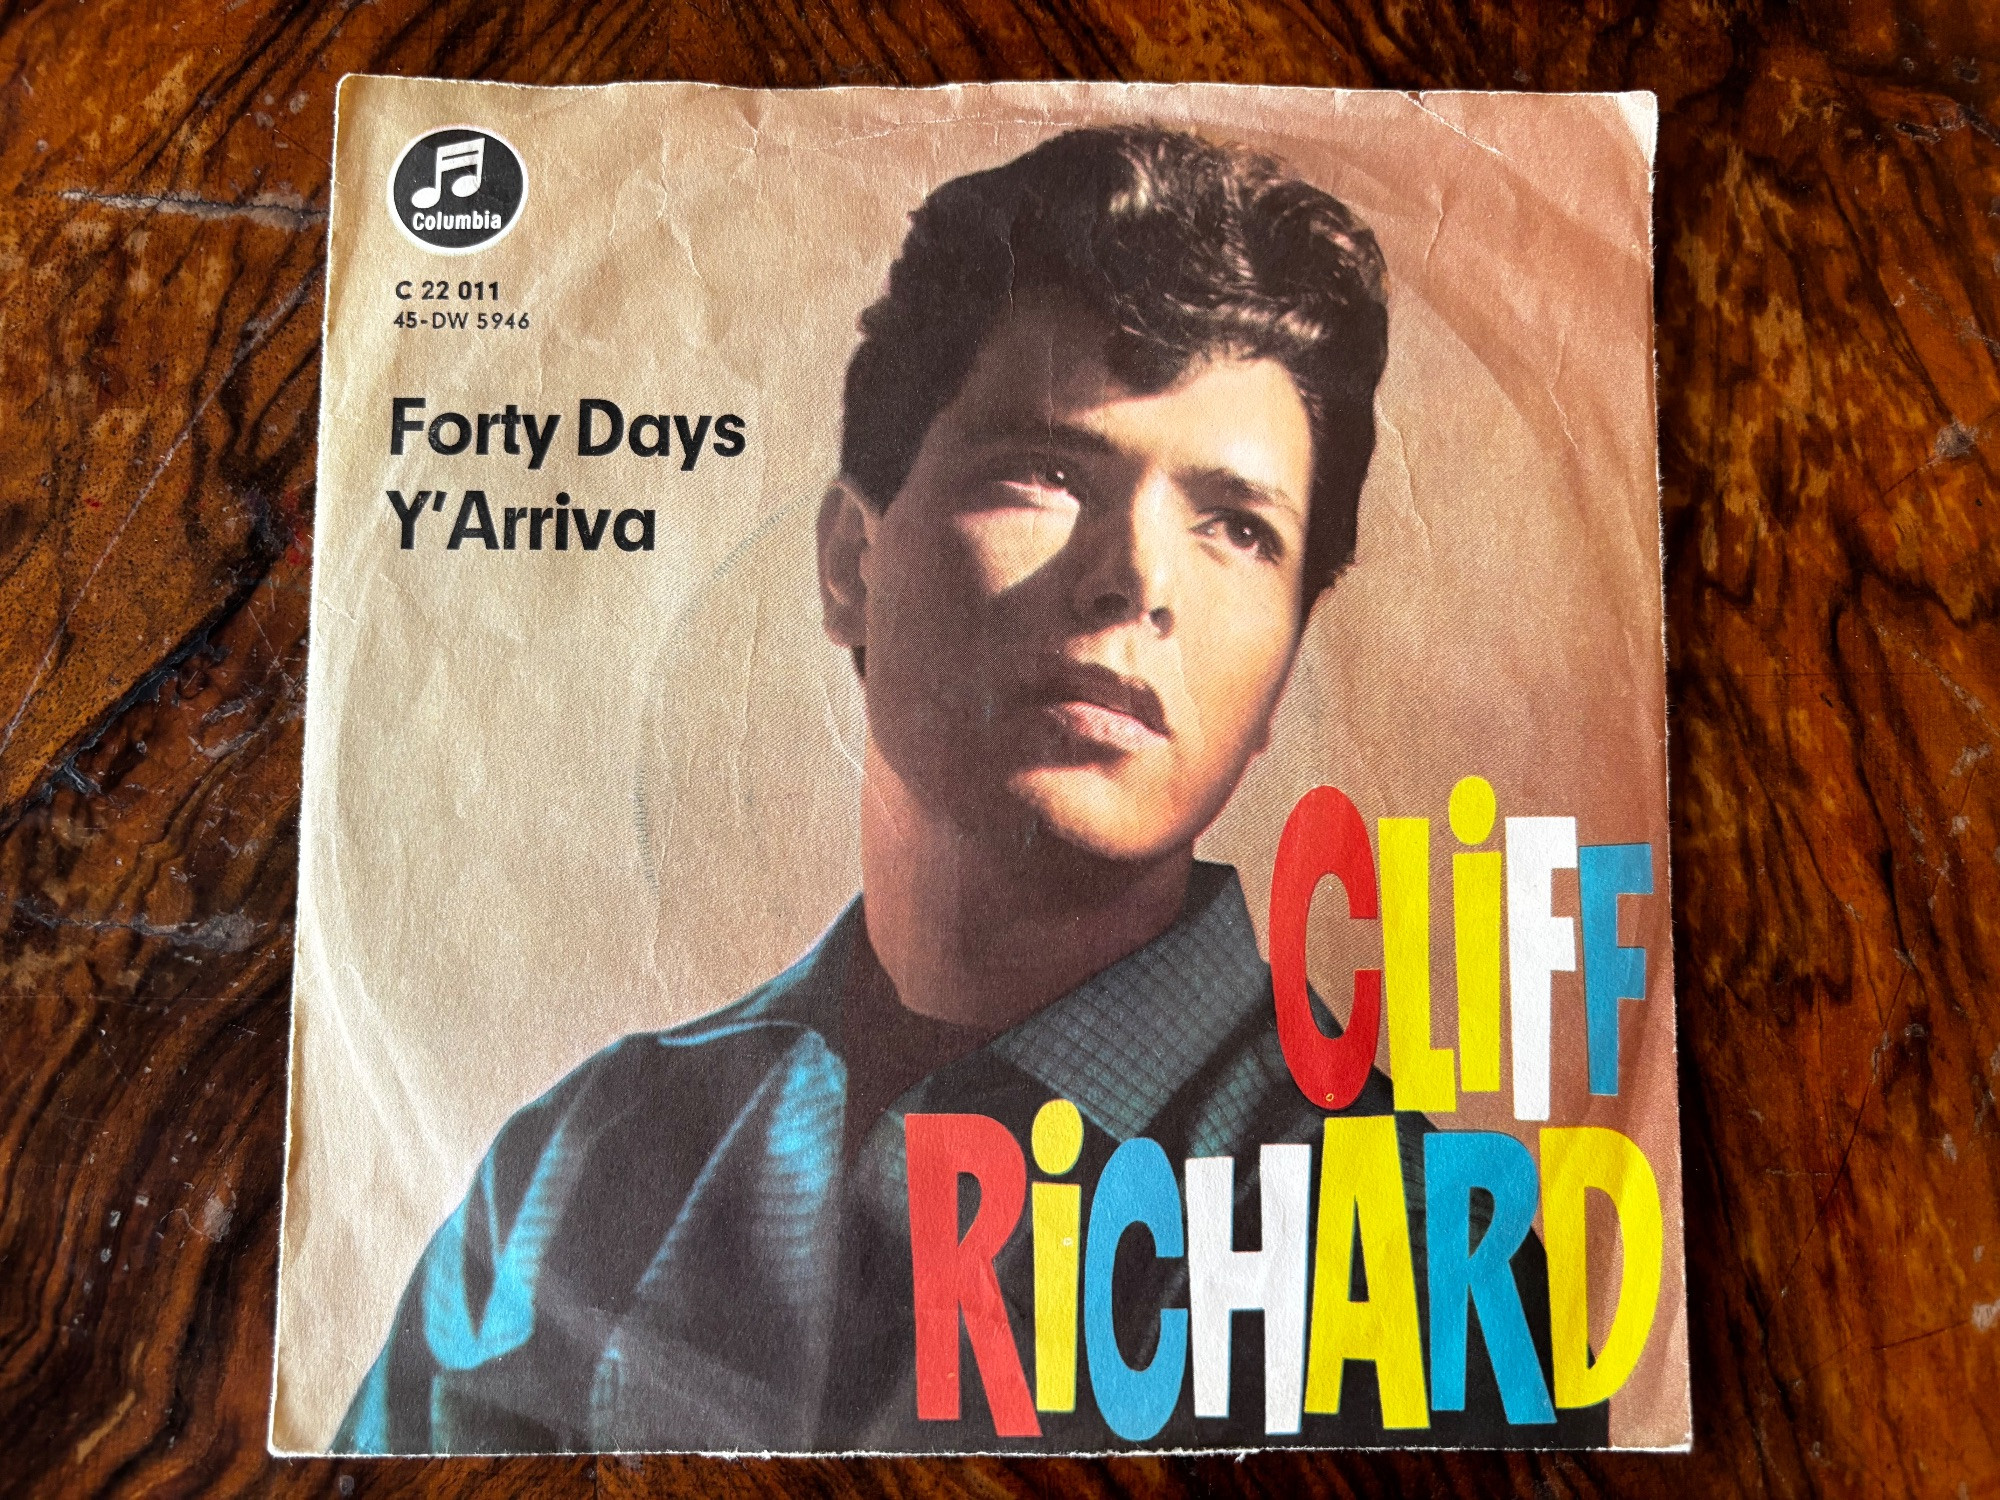 Columbia
C 22 011
45-DW 5946
Forty Days
Y'Arriva
CLiFF
RiCHARD